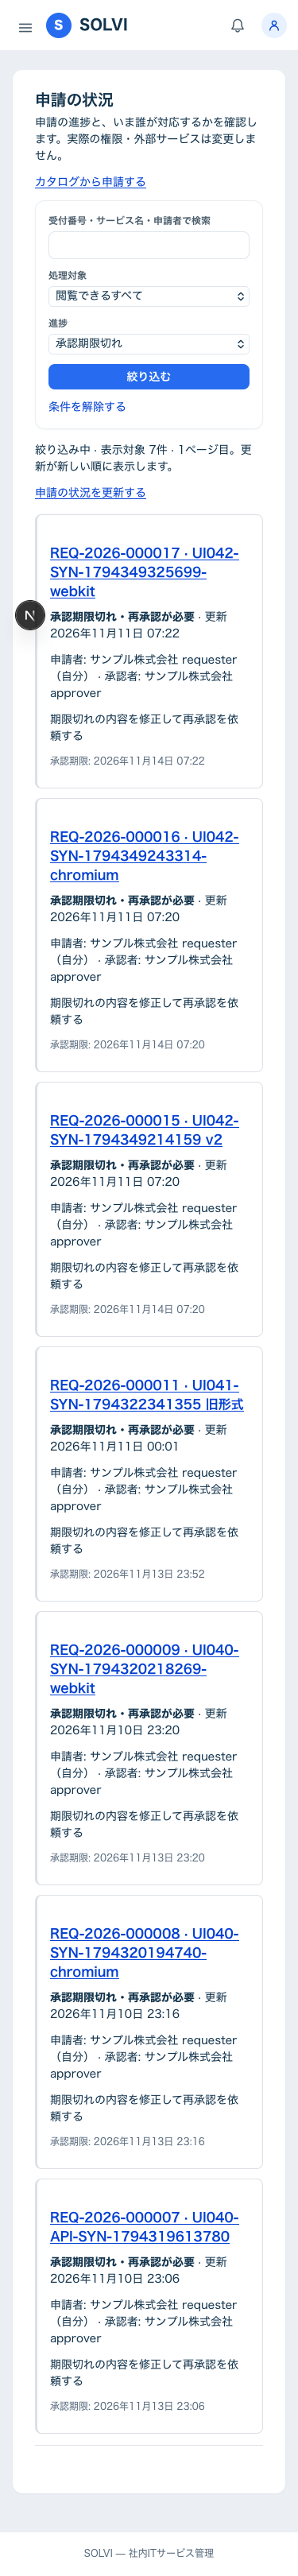 S SOLVI
申請の状況
申請の進捗と、いま誰が対応するかを確認し
ます。実際の権限・外部サービスは変更しま
せん。
カタログから申請する
受付番号・サービス名・申請者で検索
処理対象
閲覧できるすべて
進捗
承認期限切れ
絞り込む
条件を解除する
絞り込み中 · 表示対象 7件 · 1ページ目。更
新が新しい順に表示します。
申請の状況を更新する
REQ-2026-000017 · UI042-
SYN-1794349325699-
webkit
N
承認期限切れ・再承認が必要 · 更新
2026年11月11日 07:22
申請者: サンプル株式会社 requester
（自分） · 承認者: サンプル株式会社
approver
期限切れの内容を修正して再承認を依
頼する
承認期限: 2026年11月14日 07:22
REQ-2026-000016 · UI042-
SYN-1794349243314-
chromium
承認期限切れ・再承認が必要 · 更新
2026年11月11日 07:20
申請者: サンプル株式会社 requester
（自分） · 承認者: サンプル株式会社
approver
期限切れの内容を修正して再承認を依
頼する
承認期限: 2026年11月14日 07:20
REQ-2026-000015 · UI042-
SYN-1794349214159 v2
承認期限切れ・再承認が必要 · 更新
2026年11月11日 07:20
申請者: サンプル株式会社 requester
（自分） · 承認者: サンプル株式会社
approver
期限切れの内容を修正して再承認を依
頼する
承認期限: 2026年11月14日 07:20
REQ-2026-000011 · UI041-
SYN-1794322341355 旧形式
承認期限切れ・再承認が必要 · 更新
2026年11月11日 00:01
申請者: サンプル株式会社 requester
（自分） · 承認者: サンプル株式会社
approver
期限切れの内容を修正して再承認を依
頼する
承認期限: 2026年11月13日 23:52
REQ-2026-000009 · UI040-
SYN-1794320218269-
webkit
承認期限切れ・再承認が必要 · 更新
2026年11月10日 23:20
申請者: サンプル株式会社 requester
（自分） · 承認者: サンプル株式会社
approver
期限切れの内容を修正して再承認を依
頼する
承認期限: 2026年11月13日 23:20
REQ-2026-000008 · UI040-
SYN-1794320194740-
chromium
承認期限切れ・再承認が必要 · 更新
2026年11月10日 23:16
申請者: サンプル株式会社 requester
（自分） · 承認者: サンプル株式会社
approver
期限切れの内容を修正して再承認を依
頼する
承認期限: 2026年11月13日 23:16
REQ-2026-000007 · UI040-
API-SYN-1794319613780
承認期限切れ・再承認が必要 · 更新
2026年11月10日 23:06
申請者: サンプル株式会社 requester
（自分） · 承認者: サンプル株式会社
approver
期限切れの内容を修正して再承認を依
頼する
承認期限: 2026年11月13日 23:06
SOLVI — 社内ITサービス管理